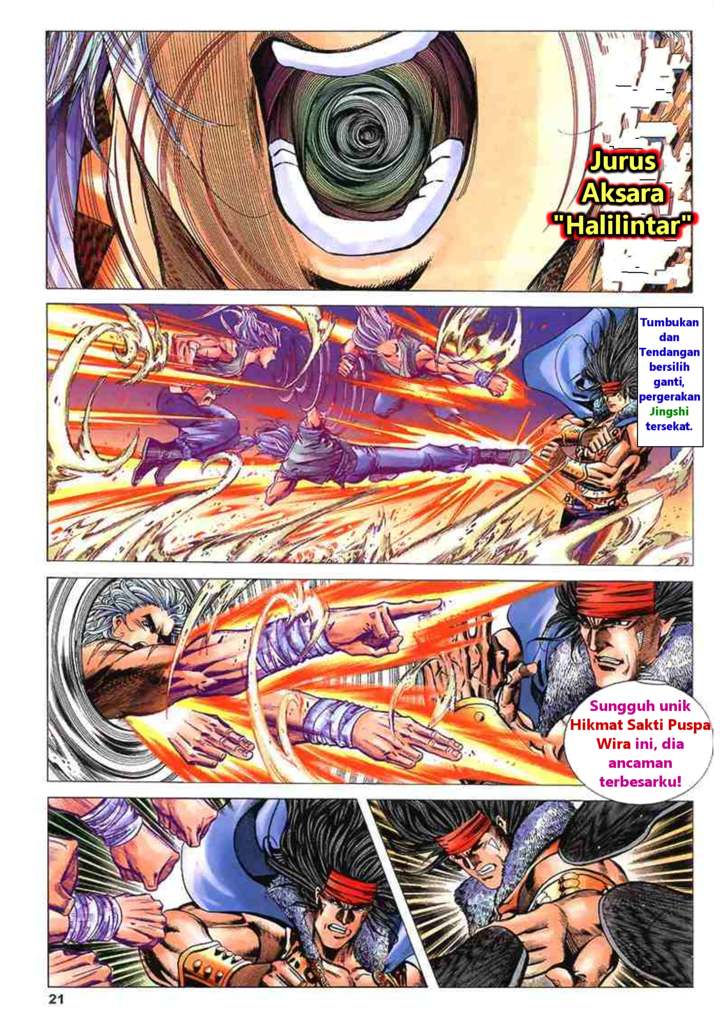 Jurus
Aksara
"Halilintar"
Tumbukan
dan
Tendangan
bersilih
ganti,
pergerakan
Jingshi
tersekat.
Sungguh unik
Hikmat Sakti Puspa
Wira ini, dia
ancaman
terbesarku!
21